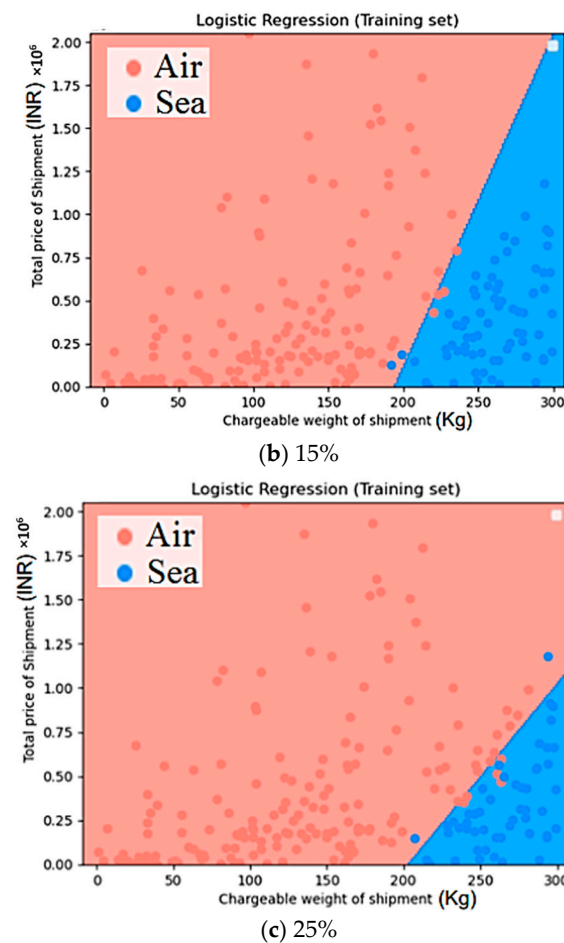 Logistic Regression (Training set)
Total price of Shipment (INR) ×10⁶
2.00
1.75
1.50
1.25
1.00
0.75
0.50
0.25
0.00
Air
Sea
0
50
100
150
200
250
300
Chargeable weight of shipment (Kg)
(b) 15%
Logistic Regression (Training set)
Total price of Shipment (INR) ×10⁶
2.00
1.75
1.50
1.25
1.00
0.75
0.50
0.25
0.00
Air
Sea
0
50
100
150
200
250
300
Chargeable weight of shipment (Kg)
(c) 25%